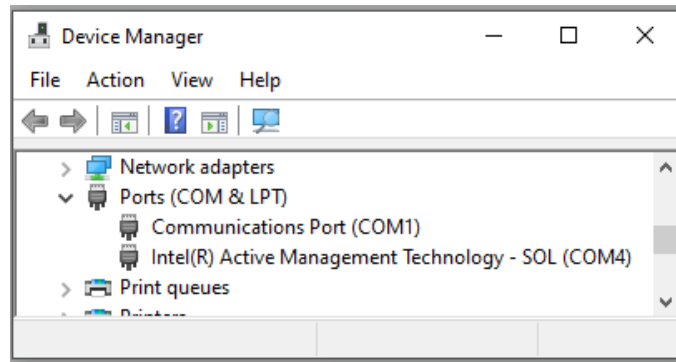 Device Manager
File Action View Help
Network adapters
Ports (COM & LPT)
Communications Port (COM1)
Intel(R) Active Management Technology - SOL (COM4)
Print queues